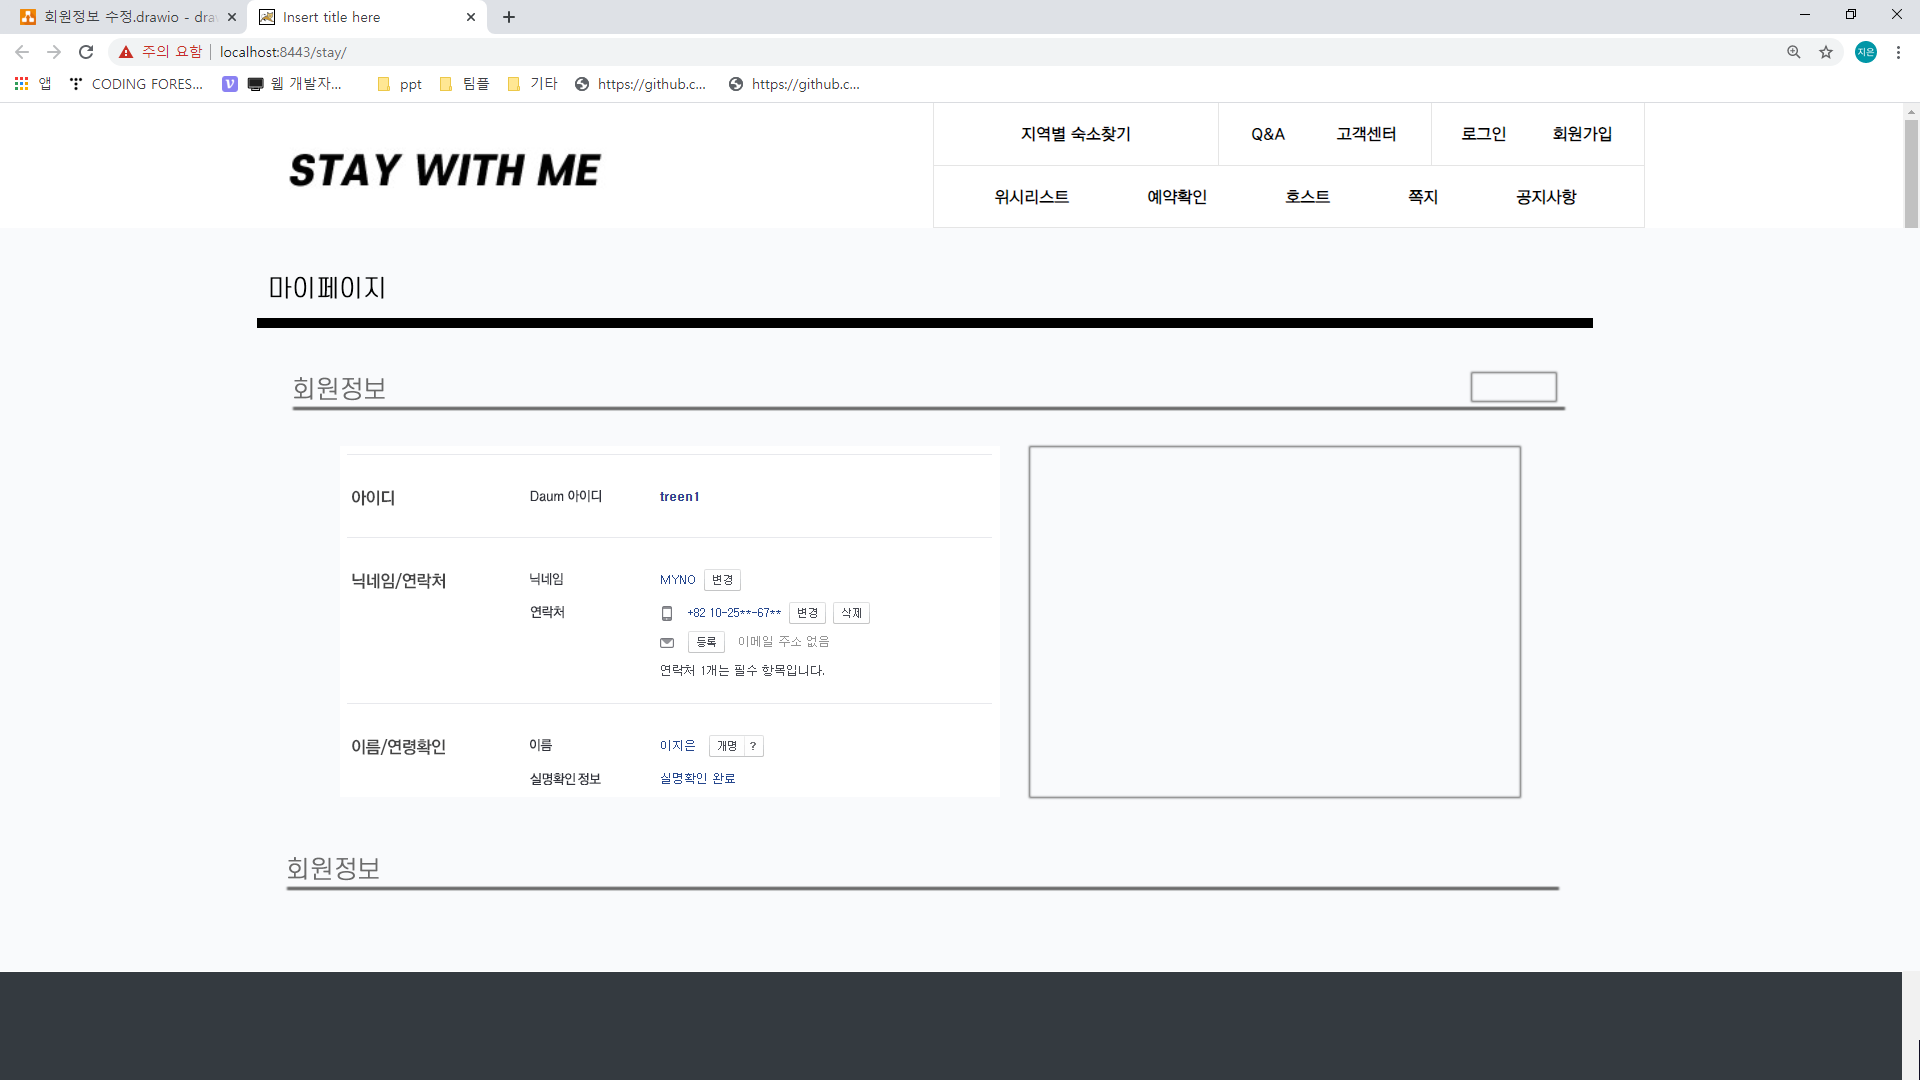 회원정보 수정.drawio - dra
Insert title here
주의 요함 localhost:8443/stay/
지은
앱 CODING FORES... 웹 개발자... ppt 팀플 기타 https://github.c... https://github.c...
지역별 숙소찾기 Q&A 고객센터 로그인 회원가입
STAY WITH ME
위시리스트 예약확인 호스트 쪽지 공지사항
마이페이지
회원정보
아이디 Daum 아이디 treen1
닉네임/연락처 닉네임 MYNO 변경
연락처 +82 10-25**-67** 변경 삭제
등록 이메일 주소 없음
연락처 1개는 필수 항목입니다.
이름/연령확인 이름 이지은 개명 ?
실명확인 정보 실명확인 완료
회원정보